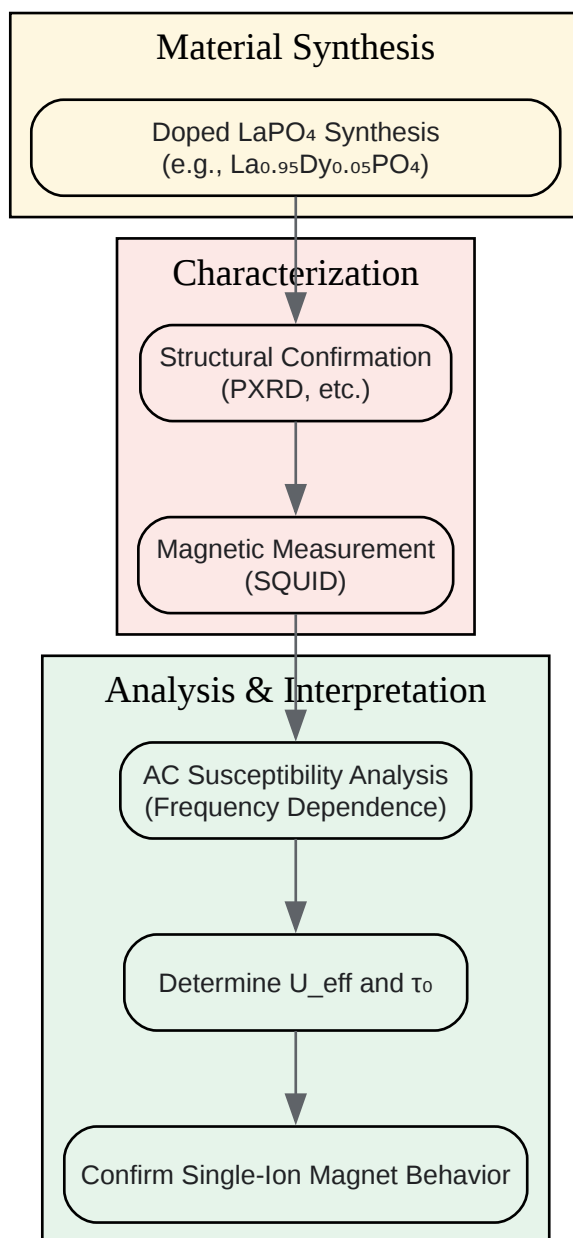 Material Synthesis
Doped LaPO₄ Synthesis
(e.g., La₀.₉₅Dy₀.₀₅PO₄)
Characterization
Structural Confirmation
(PXRD, etc.)
Magnetic Measurement
(SQUID)
Analysis & Interpretation
AC Susceptibility Analysis
(Frequency Dependence)
Determine U_eff and τ₀
Confirm Single-Ion Magnet Behavior